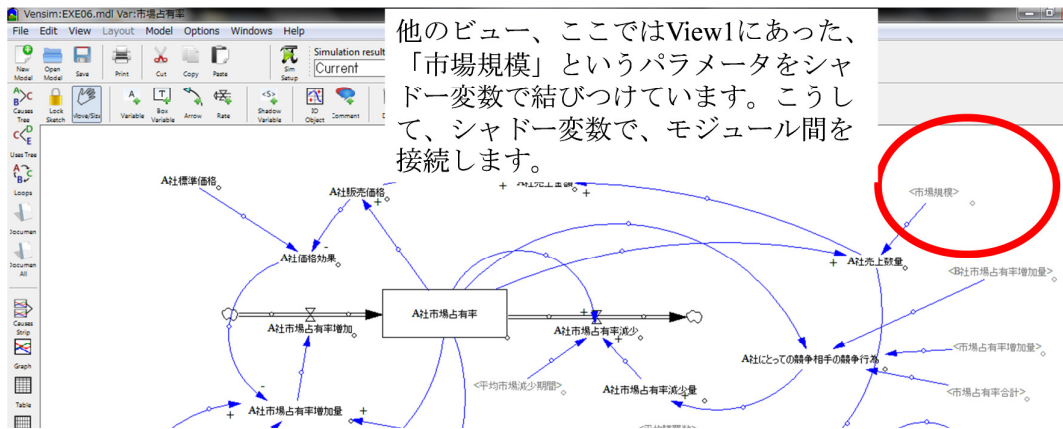 Vensim:EXE06.mdl Var:市場占有率
File Edit View Layout Model Options Windows Help
他のビュー、ここではView1にあった、
「市場規模」というパラメータをシャ
ドー変数で結びつけています。こうし
て、シャドー変数で、モジュール間を
接続します。
New Model
Open Model
Save
Print
Cut
Copy
Paste
Sim Setup
Simulation result
Current
Causes Tree
Lock Sketch
Move/Size
Variable
Box Variable
Arrow
Rate
Shadow Variable
IO Object
Comment
Uses Tree
Loops
Documen
Documen All
Causes Strip
Graph
Table
A社標準価格
A社販売価格
A社売上金額
<市場規模>
A社価格効果
A社売上数量
<B社市場占有率増加量>
A社市場占有率増加
A社市場占有率
A社市場占有率減少
A社にとっての競争相手の競争行為
<市場占有率増加量>
<平均市場減少期間>
A社市場占有率減少量
<市場占有率合計>
A社市場占有率増加量